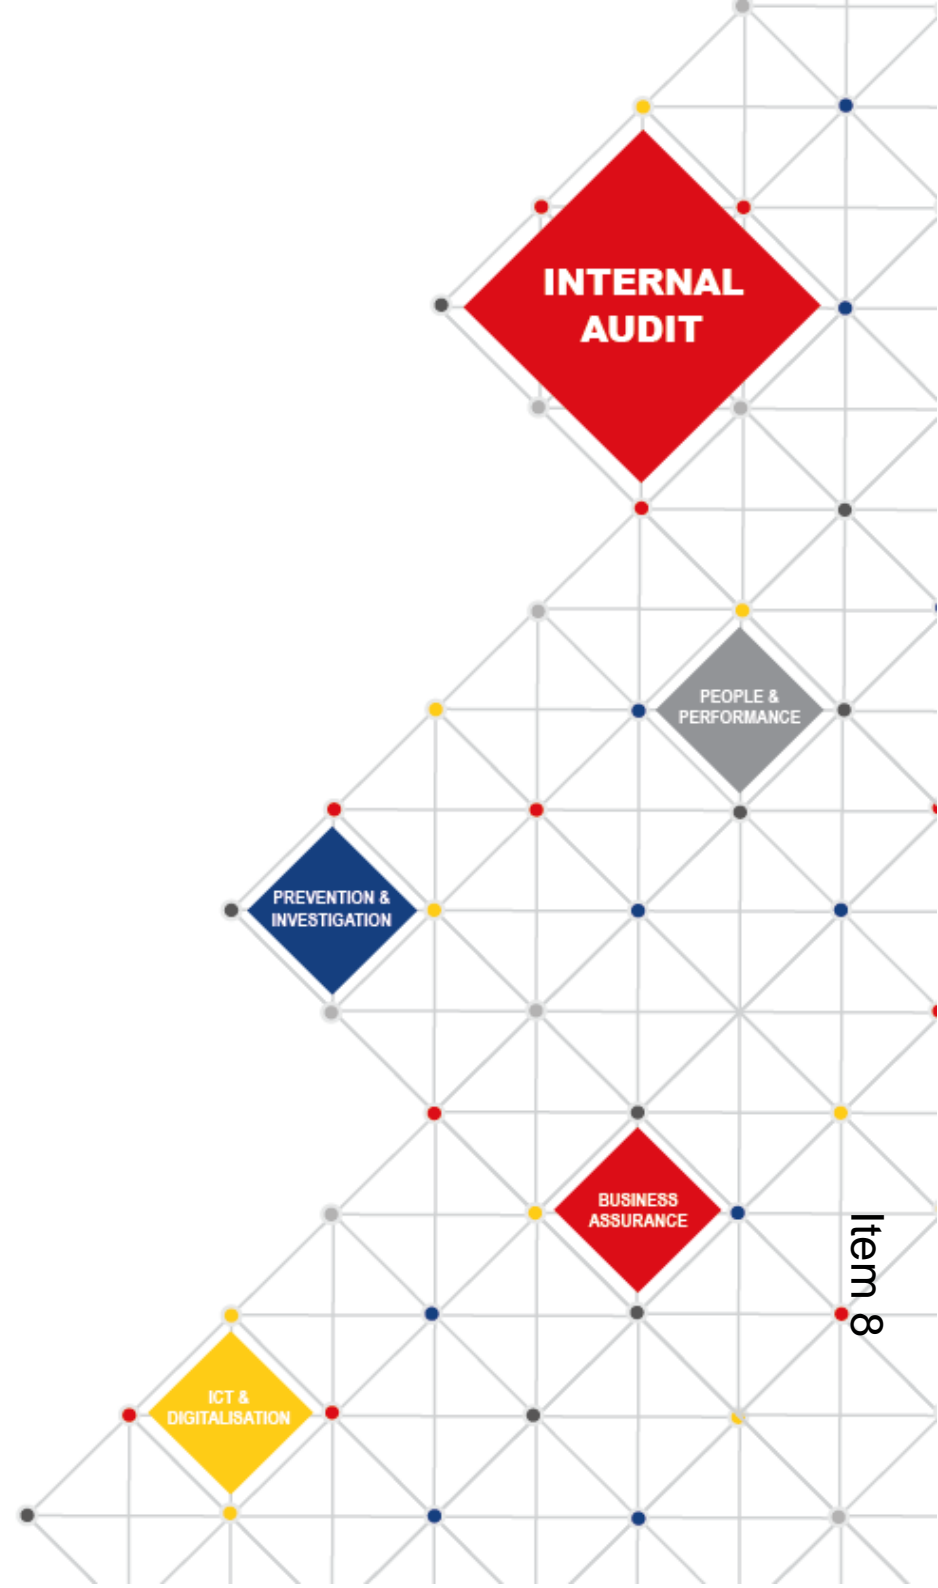 INTERNAL
AUDIT
PEOPLE &
PERFORMANCE
PREVENTION &
INVESTIGATION
BUSINESS
ASSURANCE
Item 8
ICT &
DIGITALISATION